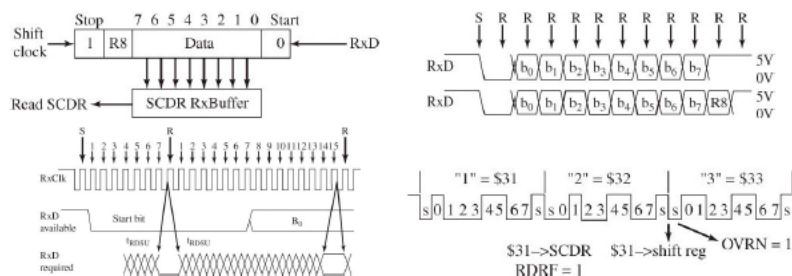 Stop 7 6 5 4 3 2 1 0 Start
Shift clock
1 R8 Data 0 RxD
Read SCDR
SCDR RxBuffer
S R R
1 2 3 4 5 6 7 1 2 3 4 5 6 7 8 9 10 11 12 13 14 15
RxClk
RxD available
Start bit B0
tRDSU tRDSU
RxD required
S R R R R R R R R R R
RxD b0 b1 b2 b3 b4 b5 b6 b7 5V
0V
RxD b0 b1 b2 b3 b4 b5 b6 b7 R8 5V
0V
"1" = $31 "2" = $32 "3" = $33
s 0 1 2 3 4 5 6 7 s s 0 1 2 3 4 5 6 7 s s 0 1 2 3 4 5 6 7 s
OVRN = 1
$31–>SCDR $31–>shift reg
RDRF = 1